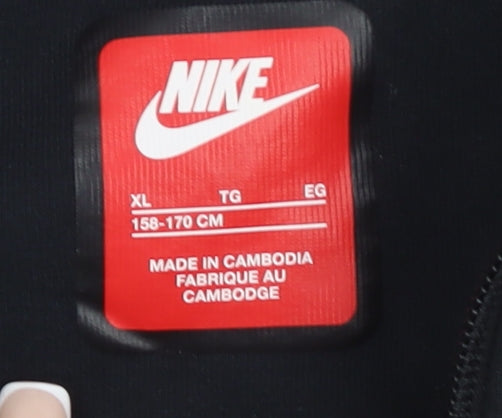 NIKE
XL TG EG
158-170 CM
MADE IN CAMBODIA
FABRIQUE AU
CAMBODGE